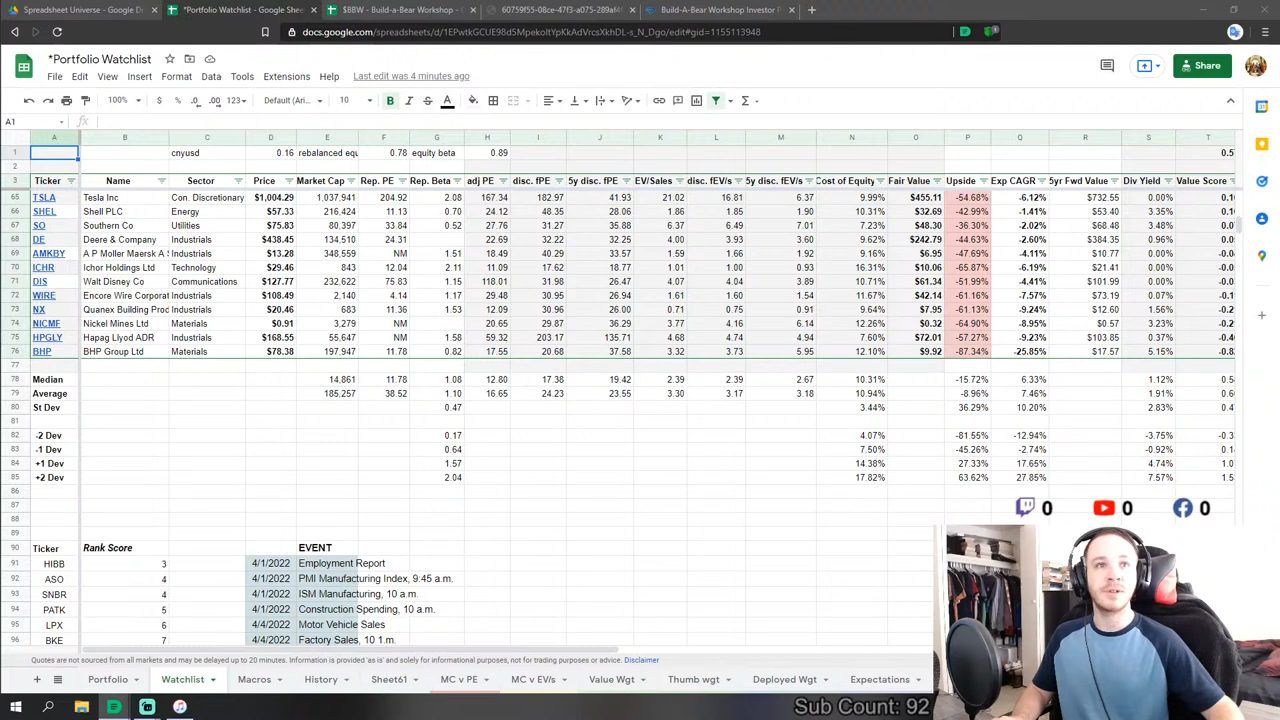 Spreadsheet Universe - Google Drive
*Portfolio Watchlist - Google Sheet
$BBW - Build-a-Bear Workshop - S
60759f55-08ce-47f3-a075-289af
Build-A-Bear Workshop Investor P
docs.google.com/spreadsheets/d/1EPwtkGCUE98d5MpekoltYpKkAdVrcsXkhDL-s_N_Dgo/edit#gid=1155113948
*Portfolio Watchlist
File Edit View Insert Format Data Tools Extensions Help Last edit was 4 minutes ago
Share
100% $ % .0 .00 123 Default (Ari... 10 B I S A
A1 fx
A B C D E F G H I J K L M N O P Q R S T
1 cnyusd 0.16 rebalanced equ 0.78 equity beta 0.89 0.5
2
3 Ticker Name Sector Price Market Cap Rep. PE Rep. Beta adj PE disc. fPE 5y disc. fPE EV/Sales disc. fEV/s 5y disc. fEV/s Cost of Equity Fair Value Upside Exp CAGR 5yr Fwd Value Div Yield Value Score
65 TSLA Tesla Inc Con. Discretionary $1,004.29 1,037,941 204.92 2.08 167.34 182.97 41.93 21.02 16.81 6.37 9.99% $455.11 -54.68% -6.12% $732.55 0.00% 0.1
66 SHEL Shell PLC Energy $57.33 216,424 11.13 0.70 24.12 48.35 28.06 1.86 1.85 1.90 9.16% $32.69 -42.99% -1.41% $53.40 3.35% 0.1
67 SO Southern Co Utilities $75.83 80,397 33.84 0.52 27.76 31.27 35.88 6.37 6.49 7.01 7.23% $48.30 -36.30% -2.02% $68.48 3.48% 0.0
68 DE Deere & Company Industrials $438.45 134,510 24.31 22.69 32.22 32.25 4.00 3.93 3.60 9.62% $242.79 -44.63% -2.60% $384.35 0.96% 0.0
69 AMKBY A P Moller Maersk A S Industrials $13.28 348,559 NM 1.51 18.49 40.29 33.57 1.59 1.66 1.92 9.16% $6.95 -47.69% -4.11% $10.77 0.00% -0.0
70 ICHR Ichor Holdings Ltd Technology $29.46 843 12.04 2.11 11.09 17.62 18.77 1.01 1.00 0.93 16.31% $10.06 -65.87% -6.19% $21.41 0.00% -0.0
71 DIS Walt Disney Co Communications $127.77 232,622 75.83 1.15 118.01 31.98 26.47 4.51 4.04 3.89 10.71% $61.34 -51.99% -4.41% $101.99 0.00% -0.0
72 WIRE Encore Wire Corporat Industrials $108.49 2,140 4.14 1.17 29.48 30.95 26.94 1.61 1.60 1.54 11.67% $42.14 -61.16% -7.57% $73.19 0.07% -0.1
73 NX Quanex Building Proc Industrials $20.46 683 11.36 1.53 12.09 30.96 26.00 0.71 0.75 0.91 9.64% $7.95 -61.13% -9.24% $12.60 1.56% -0.2
74 NICMF Nickel Mines Ltd Materials $0.91 3,279 NM 20.65 29.87 36.29 3.77 4.16 6.14 12.26% $0.32 -64.90% -8.95% $0.57 3.23% -0.2
75 HPGLY Hapag Lloyd ADR Industrials $168.55 55,647 NM 1.58 59.32 203.17 135.71 4.68 4.74 4.94 7.60% $72.01 -57.27% -9.23% $103.85 0.37% -0.4
76 BHP BHP Group Ltd Materials $78.38 197,947 11.78 0.82 17.55 20.68 37.58 3.32 3.73 5.95 12.10% $9.92 -87.34% -25.85% $17.57 5.15% -0.8
77
78 Median 14,861 11.78 1.08 12.80 17.38 19.42 2.39 2.39 2.67 10.31% -15.72% 6.33% 1.12% 0.5
79 Average 185,257 38.52 1.10 16.65 24.23 23.55 3.30 3.17 3.18 10.94% -8.96% 7.46% 1.91% 0.6
80 St Dev 0.47 3.44% 36.29% 10.20% 2.83% 0.4
81
82 -2 Dev 0.17 4.07% -81.55% -12.94% -3.75% -0.3
83 -1 Dev 0.64 7.50% -45.26% -2.74% -0.92% 0.1
84 +1 Dev 1.57 14.38% 27.33% 17.65% 4.74% 1.0
85 +2 Dev 2.04 17.82% 63.62% 27.85% 7.57% 1.5
86
87
0 0 0
88
89
90 Ticker Rank Score EVENT
91 HIBB 3 4/1/2022 Employment Report
92 ASO 4 4/1/2022 PMI Manufacturing Index, 9:45 a.m.
93 SNBR 4 4/1/2022 ISM Manufacturing, 10 a.m.
94 PATK 5 4/1/2022 Construction Spending, 10 a.m.
95 LPX 6 4/4/2022 Motor Vehicle Sales
96 BKE 7 4/4/2022 Factory Sales, 10 1.m.
Quotes are not sourced from all markets and may be delayed up to 20 minutes. Information is provided 'as is' and solely for informational purposes, not for trading purposes or advice. Disclaimer
Portfolio Watchlist Macros History Sheet61 MC v PE MC v EV/s Value Wgt Thumb wgt Deployed Wgt Expectations
Sub Count: 92